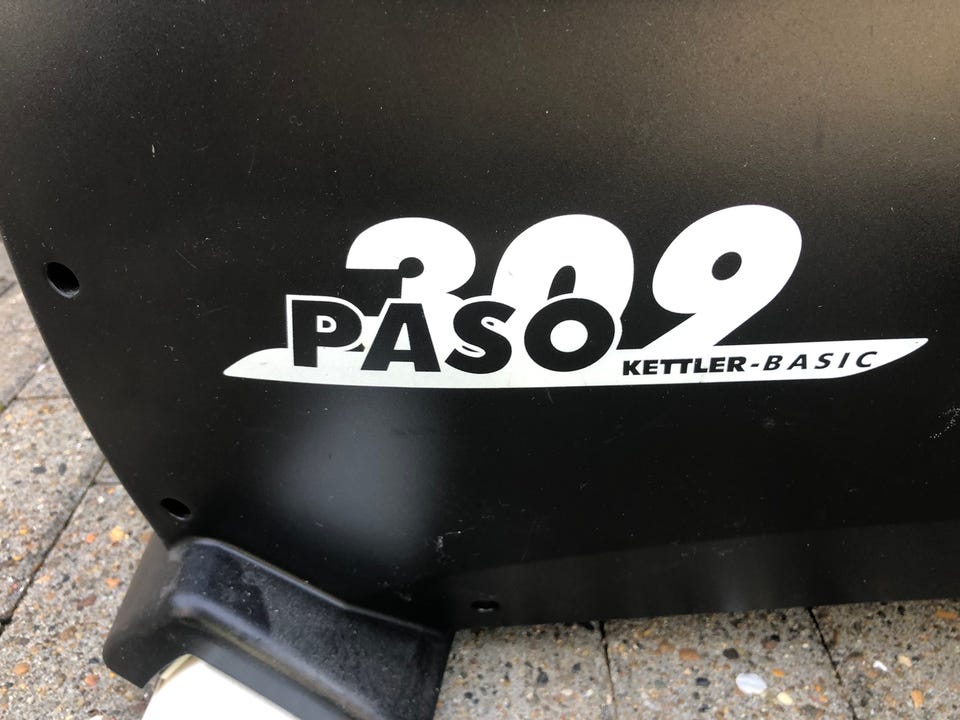 309
PASO
KETTLER-BASIC